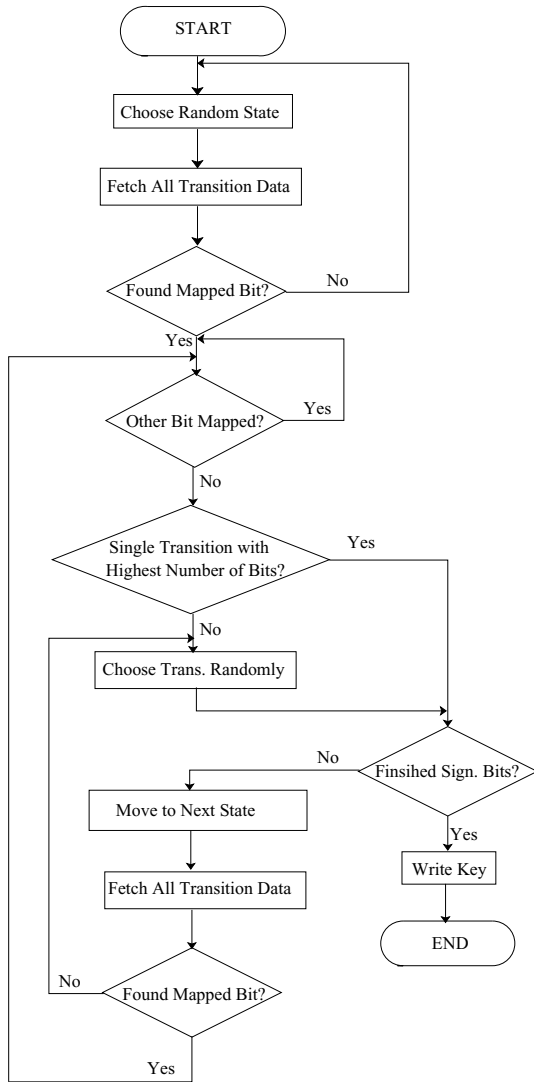 START
Choose Random State
Fetch All Transition Data
Found Mapped Bit?
No
Yes
Other Bit Mapped?
Yes
No
Single Transition with
Highest Number of Bits?
Yes
No
Choose Trans. Randomly
Finsihed Sign. Bits?
No
Move to Next State
Yes
Fetch All Transition Data
Write Key
END
Found Mapped Bit?
No
Yes